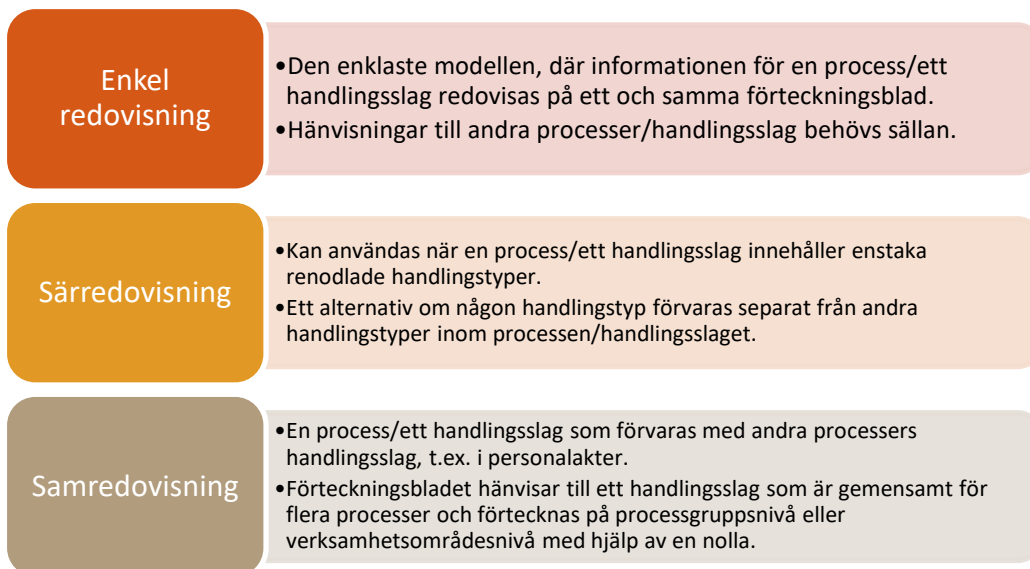 Enkel
redovisning
•Den enklaste modellen, där informationen för en process/ett
handlingsslag redovisas på ett och samma förteckningsblad.
•Hänvisningar till andra processer/handlingsslag behövs sällan.
Särredovisning
•Kan användas när en process/ett handlingsslag innehåller enstaka
renodlade handlingstyper.
•Ett alternativ om någon handlingstyp förvaras separat från andra
handlingstyper inom processen/handlingsslaget.
Samredovisning
•En process/ett handlingsslag som förvaras med andra processers
handlingsslag, t.ex. i personalakter.
•Förteckningsbladet hänvisar till ett handlingsslag som är gemensamt för
flera processer och förtecknas på processgruppsnivå eller
verksamhetsområdesnivå med hjälp av en nolla.